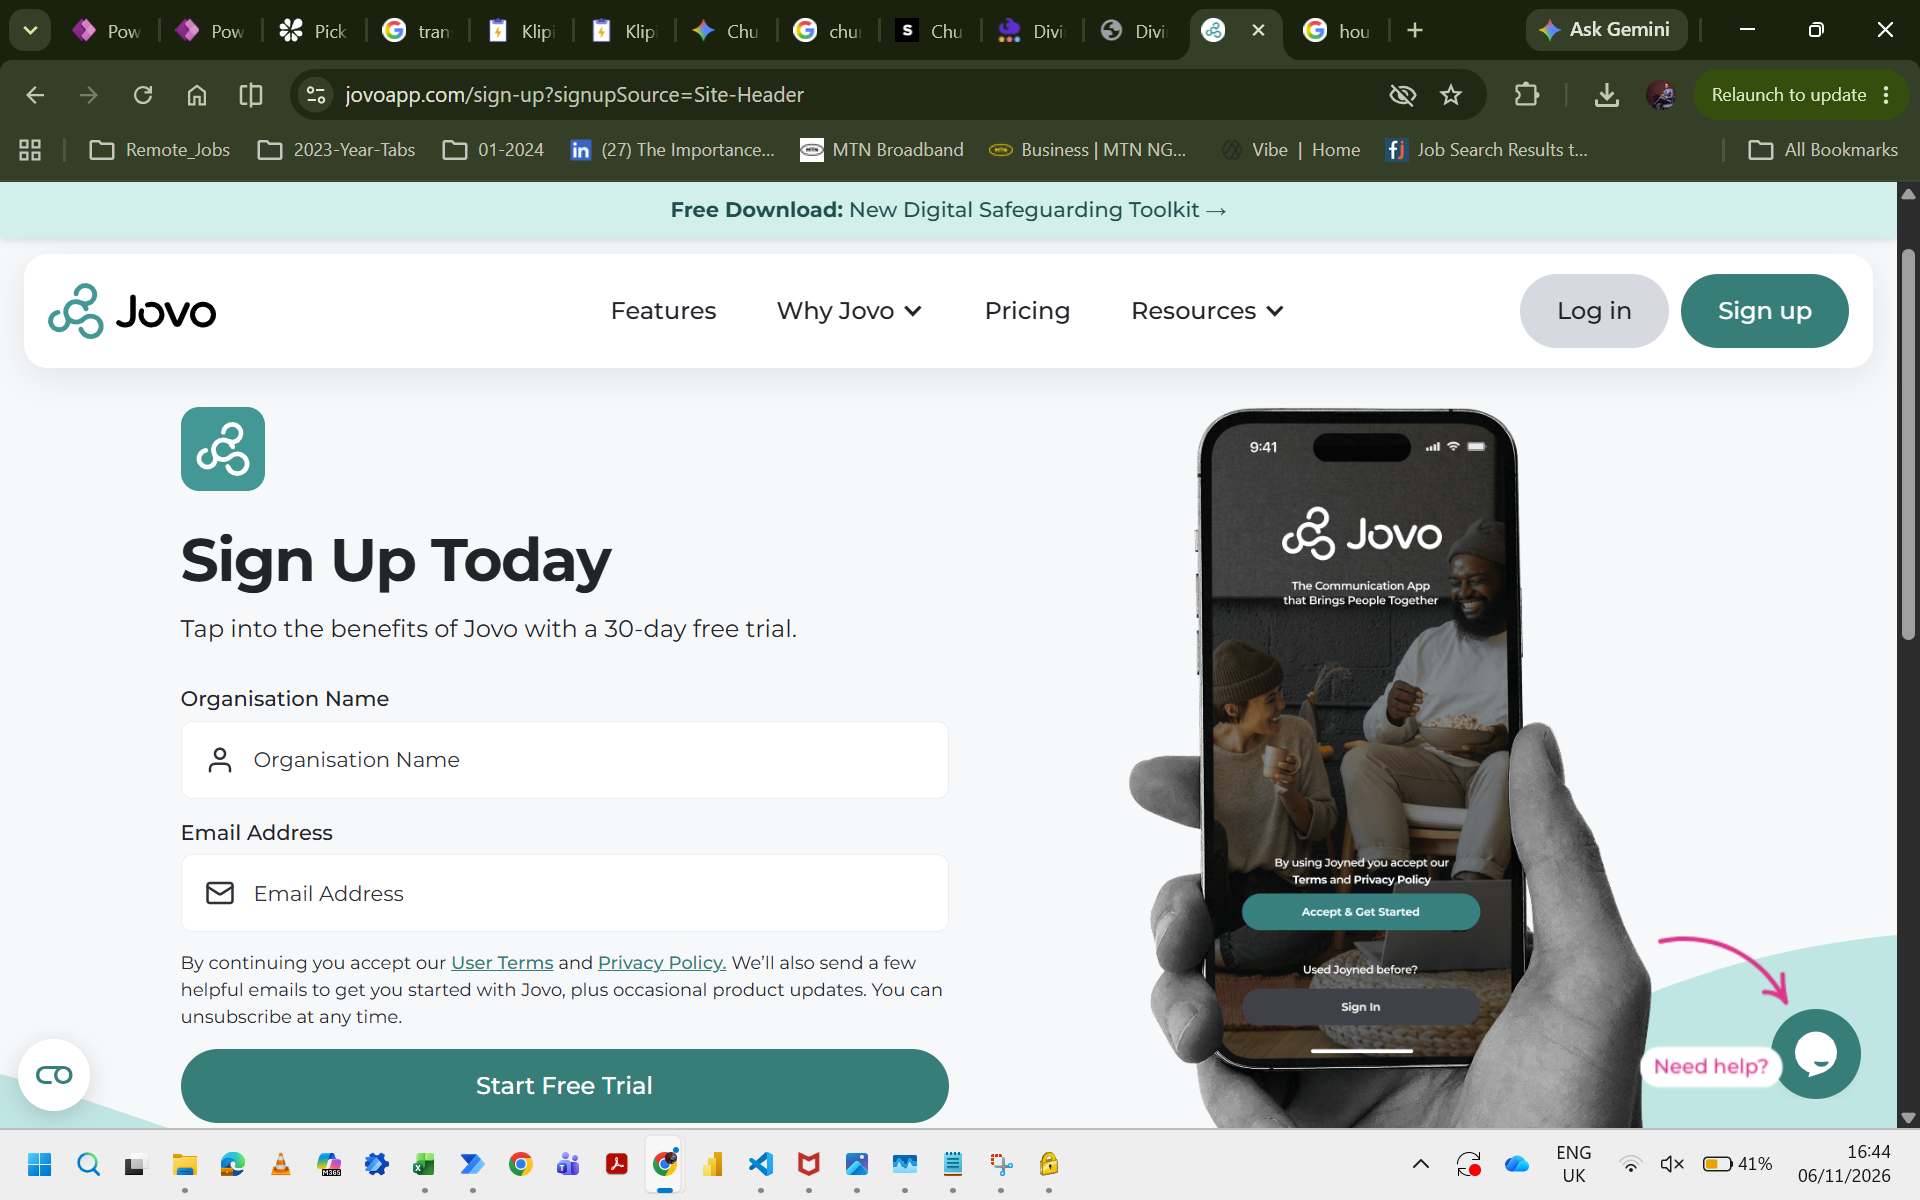 Pow
Pow
Pick
tran
Klipi
Klip
Chu
chur
Chu
Divi
Divi
hou
Ask Gemini
jovoapp.com/sign-up?signupSource=Site-Header
Relaunch to update
Remote_Jobs
2023-Year-Tabs
01-2024
(27) The Importance...
MTN Broadband
Business | MTN NG...
Vibe | Home
Job Search Results t...
All Bookmarks
Free Download: New Digital Safeguarding Toolkit →
Jovo
Features
Why Jovo
Pricing
Resources
Log in
Sign up
Sign Up Today
Tap into the benefits of Jovo with a 30-day free trial.
Organisation Name
Organisation Name
Email Address
Email Address
By continuing you accept our User Terms and Privacy Policy. We'll also send a few
helpful emails to get you started with Jovo, plus occasional product updates. You can
unsubscribe at any time.
Start Free Trial
9:41
Jovo
The Communication App
that Brings People Together
By using Joyned you accept our
Terms and Privacy Policy
Accept & Get Started
Used Joyned before?
Sign In
Need help?
ENG
UK
41%
16:44
06/11/2026